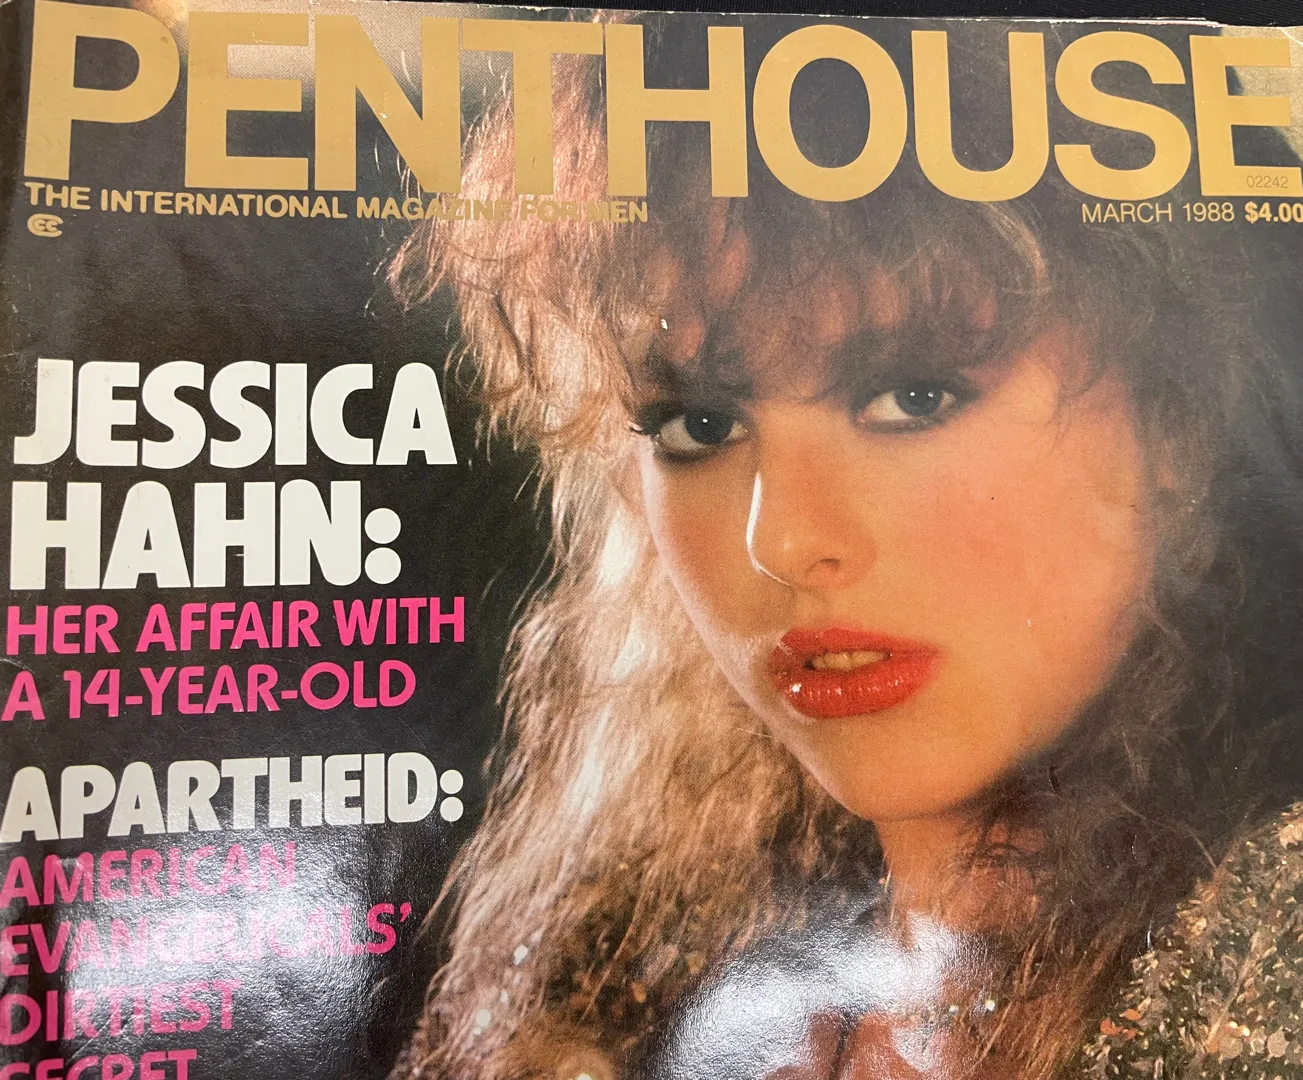 PENTHOUSE
THE INTERNATIONAL MAGAZINE FOR MEN
02242
MARCH 1988 $4.00
JESSICA
HAHN:
HER AFFAIR WITH
A 14-YEAR-OLD
APARTHEID:
AMERICAN
EVANGELICALS'
DIRTIEST
SECRET